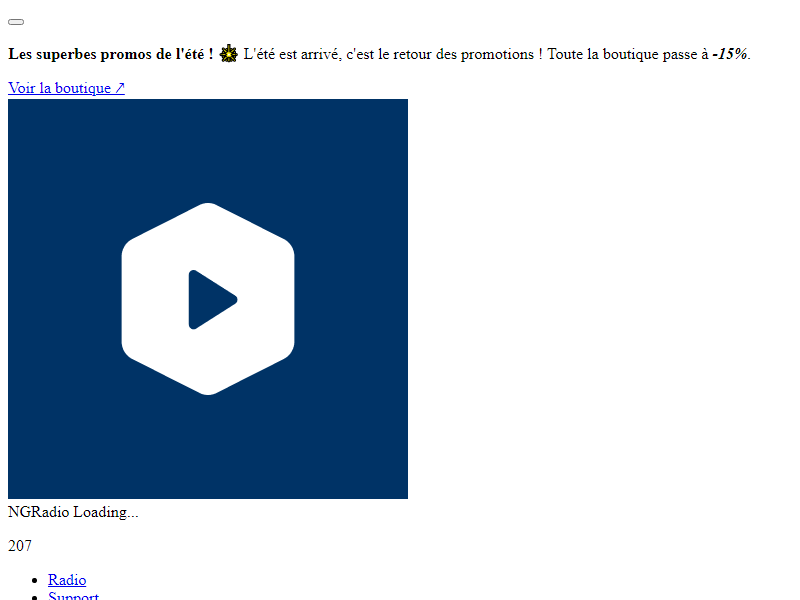 Les superbes promos de l'été ! 🔆 L'été est arrivé, c'est le retour des promotions ! Toute la boutique passe à -15%.
Voir la boutique ↗
NGRadio Loading...
207
Radio
Support